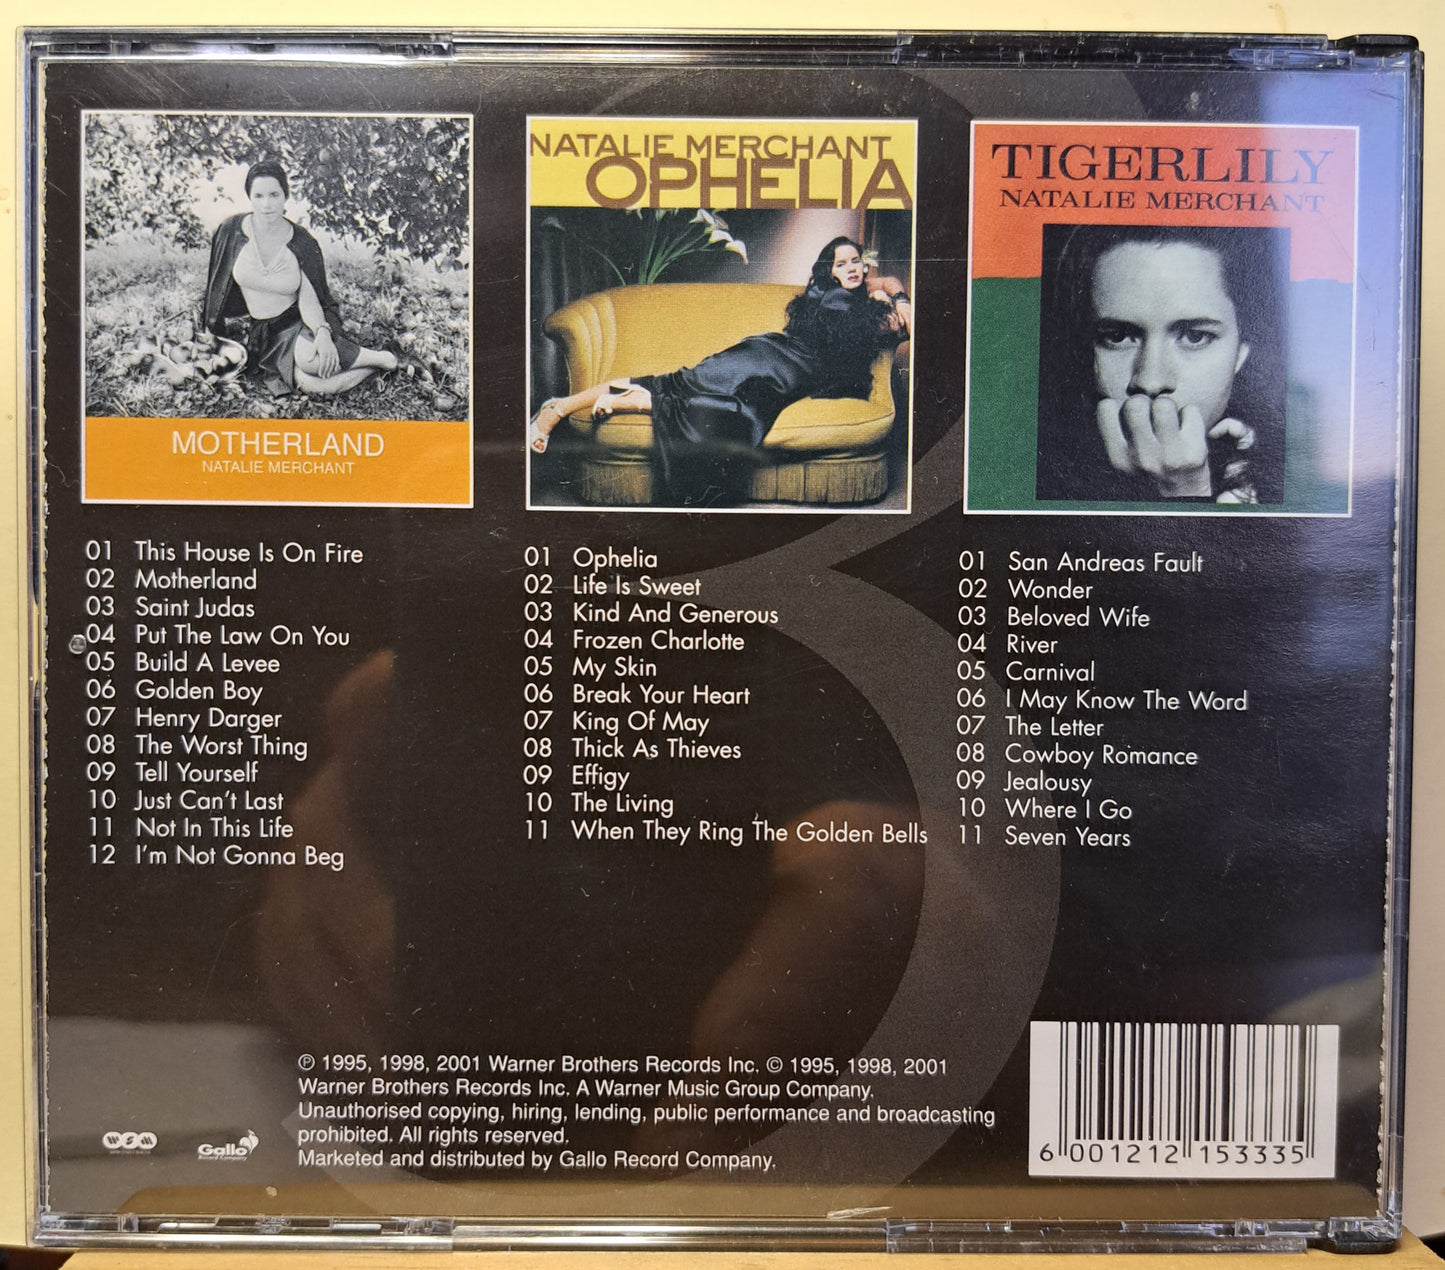 MOTHERLAND
NATALIE MERCHANT
01 This House Is On Fire
02 Motherland
03 Saint Judas
04 Put The Law On You
05 Build A Levee
06 Golden Boy
07 Henry Darger
08 The Worst Thing
09 Tell Yourself
10 Just Can't Last
11 Not In This Life
12 I'm Not Gonna Beg
NATALIE MERCHANT
OPHELIA
01 Ophelia
02 Life Is Sweet
03 Kind And Generous
04 Frozen Charlotte
05 My Skin
06 Break Your Heart
07 King Of May
08 Thick As Thieves
09 Effigy
10 The Living
11 When They Ring The Golden Bells
TIGERLILY
NATALIE MERCHANT
01 San Andreas Fault
02 Wonder
03 Beloved Wife
04 River
05 Carnival
06 I May Know The Word
07 The Letter
08 Cowboy Romance
09 Jealousy
10 Where I Go
11 Seven Years
3
℗ 1995, 1998, 2001 Warner Brothers Records Inc. © 1995, 1998, 2001
Warner Brothers Records Inc. A Warner Music Group Company.
Unauthorised copying, hiring, lending, public performance and broadcasting
prohibited. All rights reserved.
Marketed and distributed by Gallo Record Company.
WSM
Gallo
Record Company
6 001212 153335